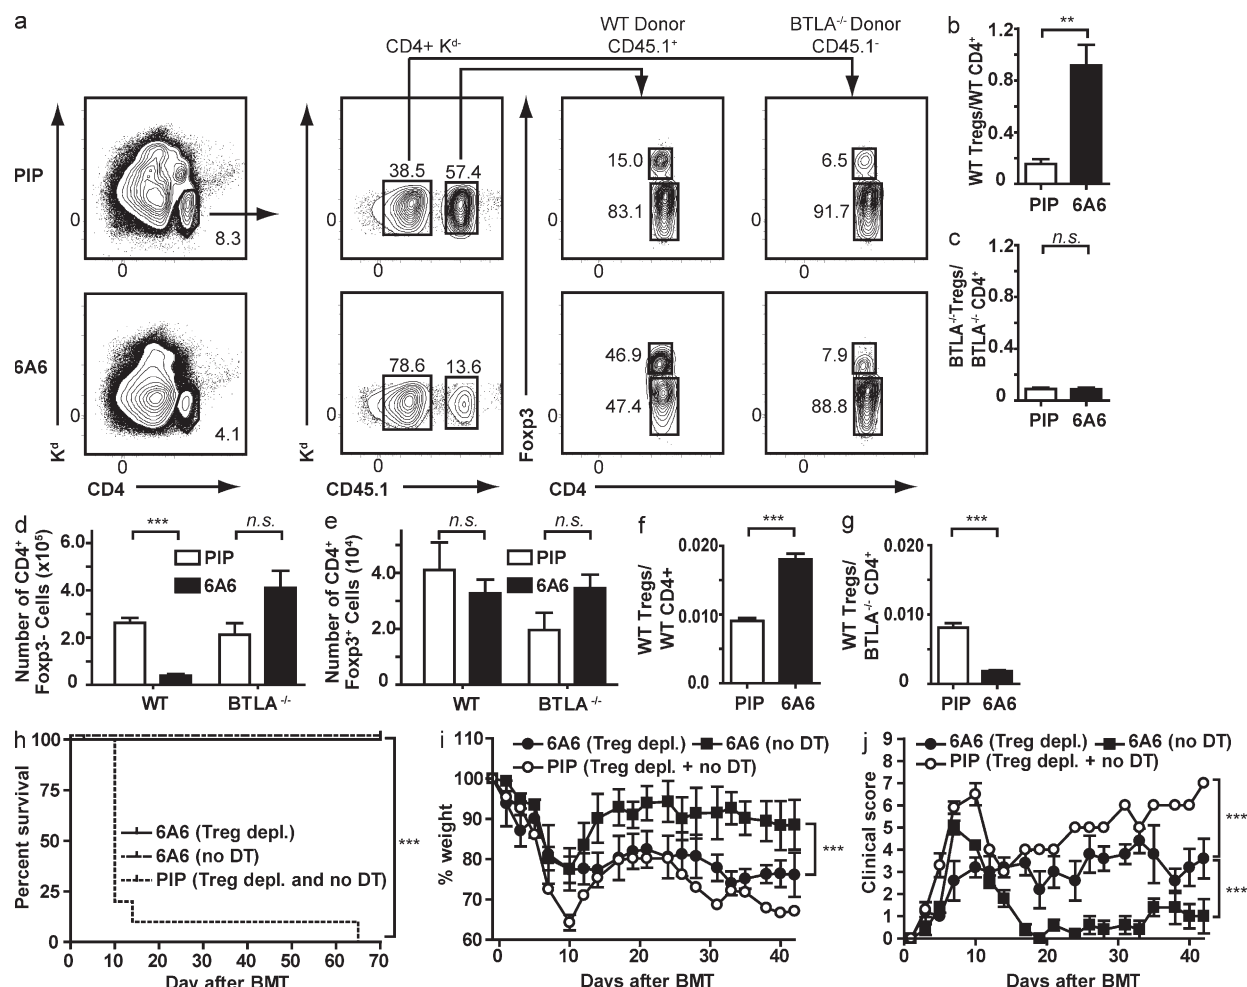 a
WT Donor
CD45.1+
BTLA-/- Donor
CD45.1-
CD4+ Kd-
PIP
8.3
0
0
38.5 57.4
0
0
15.0
83.1
0
0
6.5
91.7
0
0
6A6
4.1
0
0
78.6 13.6
0
0
46.9
47.4
0
0
7.9
88.8
0
0
Kd
CD4
Kd
CD45.1
Foxp3
CD4
b
WT Tregs/WT CD4+
1.2
0.8
0.4
0
**
PIP 6A6
c
BTLA-/-Tregs/
BTLA-/- CD4+
1.2
0.8
0.4
0
n.s.
PIP 6A6
d
Number of CD4+
Foxp3- Cells (x10⁵)
6.0
4.0
2.0
0
*** n.s.
PIP
6A6
WT BTLA -/-
e
Number of CD4+
Foxp3+ Cells (10⁴)
4.0
2.0
0
n.s. n.s.
PIP
6A6
WT BTLA -/-
f
WT Tregs/
WT CD4+
0.020
0.010
0.0
***
PIP 6A6
g
WT Tregs/
BTLA-/- CD4+
0.020
0.010
0
***
PIP 6A6
h
Percent survival
100
75
50
25
0
6A6 (Treg depl.)
6A6 (no DT)
PIP (Treg depl. and no DT)
***
0 10 20 30 40 50 60 70
Day after BMT
i
% weight
110
100
90
80
70
60
6A6 (Treg depl.) 6A6 (no DT)
PIP (Treg depl. + no DT)
***
0 10 20 30 40
Days after BMT
j
Clinical score
9
8
7
6
5
4
3
2
1
0
6A6 (Treg depl.) 6A6 (no DT)
PIP (Treg depl. + no DT)
***
***
0 10 20 30 40
Days after BMT